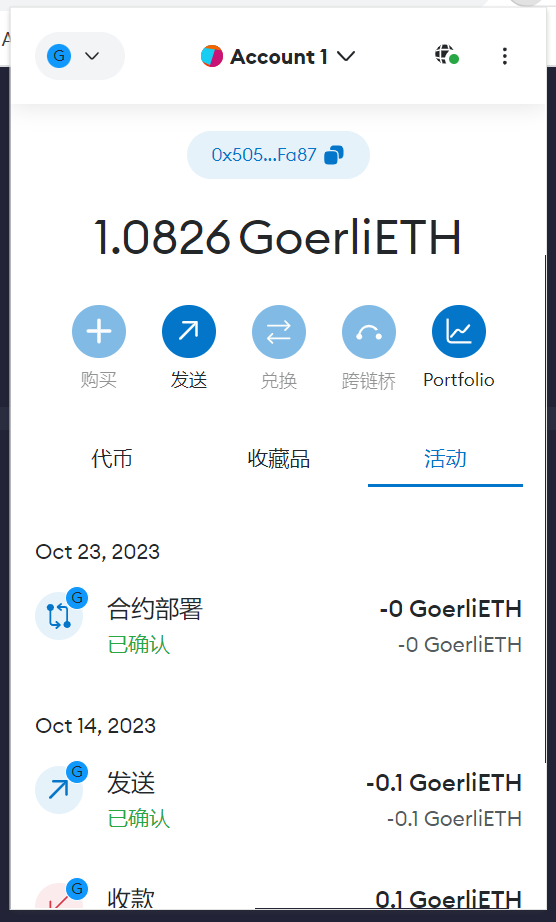 A
G
Account 1
0x505...Fa87
1.0826 GoerliETH
购买
发送
兑换
跨链桥
Portfolio
代币
收藏品
活动
Oct 23, 2023
G
合约部署
-0 GoerliETH
已确认
-0 GoerliETH
Oct 14, 2023
G
发送
-0.1 GoerliETH
已确认
-0.1 GoerliETH
G
收款
0.1 GoerliETH